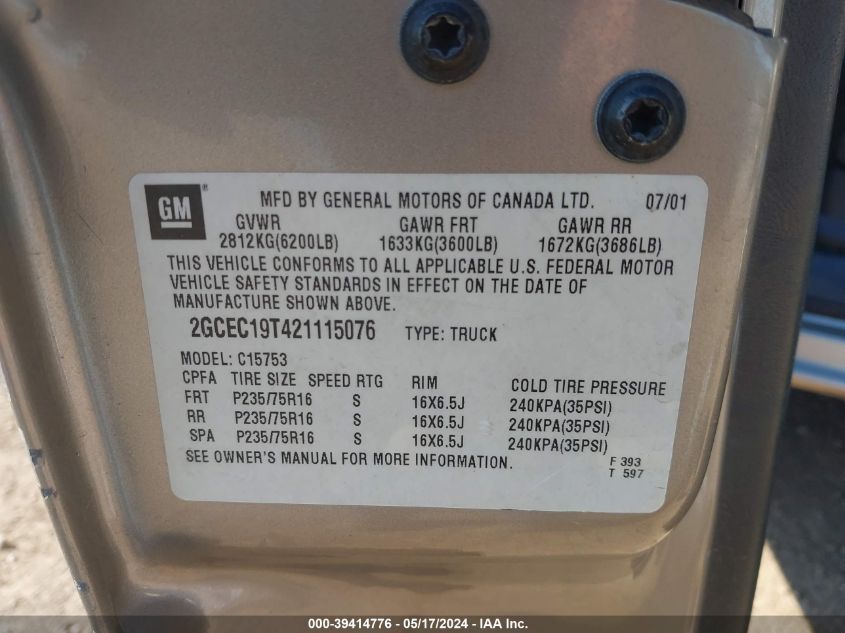 GM ® MFD BY GENERAL MOTORS OF CANADA LTD. 07/01
GVWR GAWR FRT GAWR RR
2812KG(6200LB) 1633KG(3600LB) 1672KG(3686LB)
THIS VEHICLE CONFORMS TO ALL APPLICABLE U.S. FEDERAL MOTOR
VEHICLE SAFETY STANDARDS IN EFFECT ON THE DATE OF
MANUFACTURE SHOWN ABOVE.
2GCEC19T421115076 TYPE: TRUCK
MODEL: C15753
CPFA TIRE SIZE SPEED RTG RIM COLD TIRE PRESSURE
FRT P235/75R16 S 16X6.5J 240KPA(35PSI)
RR P235/75R16 S 16X6.5J 240KPA(35PSI)
SPA P235/75R16 S 16X6.5J 240KPA(35PSI)
SEE OWNER'S MANUAL FOR MORE INFORMATION. F 393
T 597
000-39414776 - 05/17/2024 - IAA Inc.